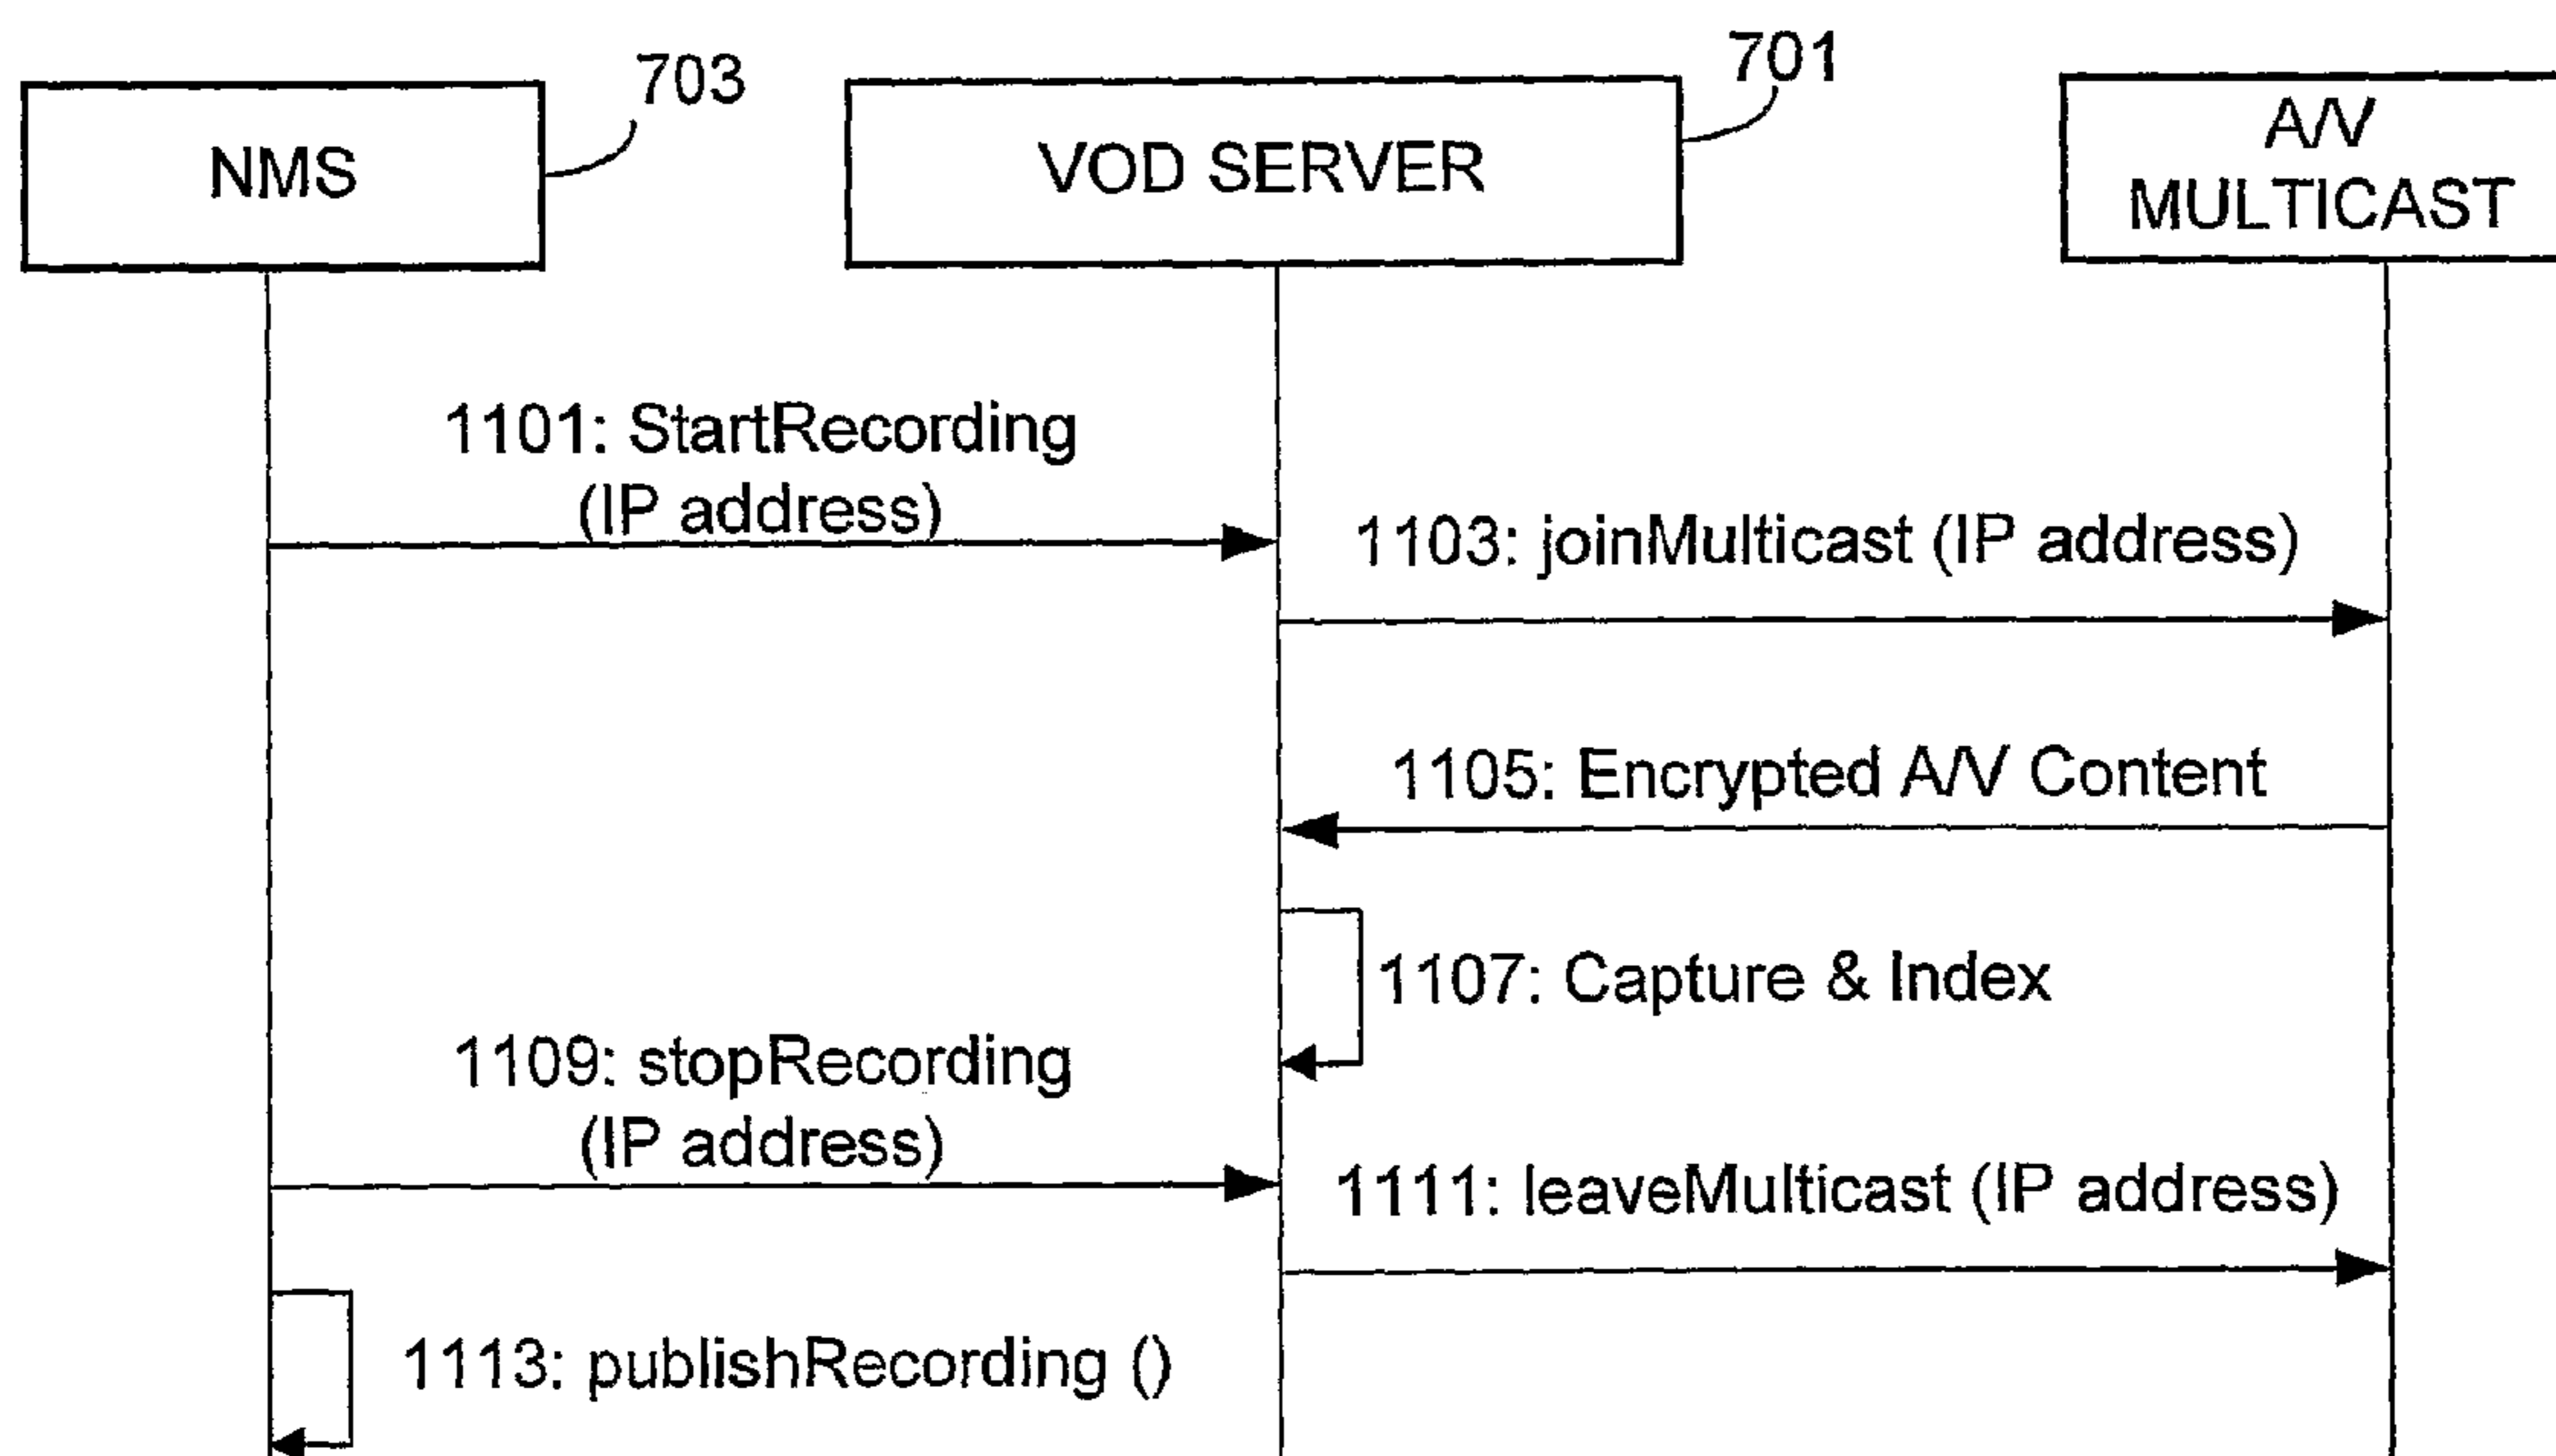 703
701
NMS
VOD SERVER
A/V
MULTICAST
1101: StartRecording
(IP address)
1103: joinMulticast (IP address)
1105: Encrypted A/V Content
1107: Capture & Index
1109: stopRecording
(IP address)
1111: leaveMulticast (IP address)
1113: publishRecording ()